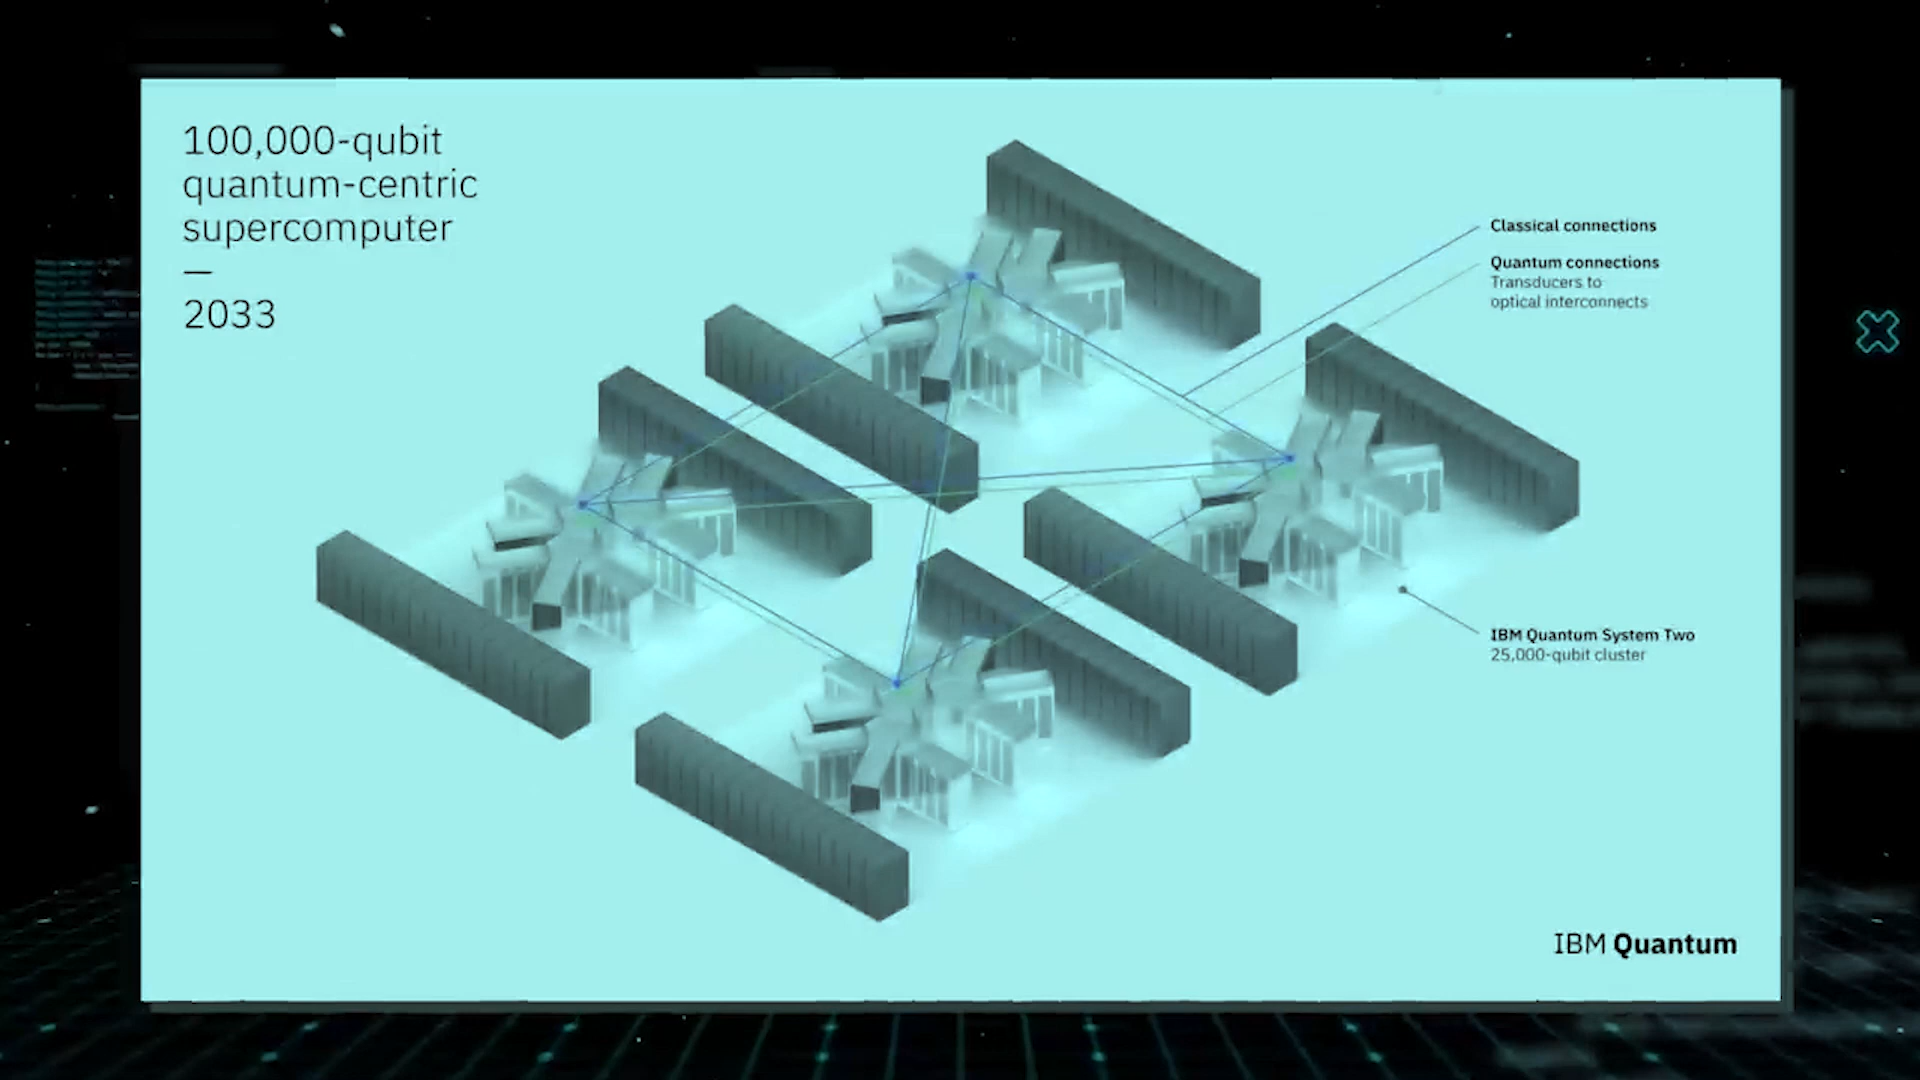 100,000-qubit
quantum-centric
supercomputer
—
2033
Classical connections
Quantum connections
Transducers to
optical interconnects
IBM Quantum System Two
25,000-qubit cluster
IBM Quantum